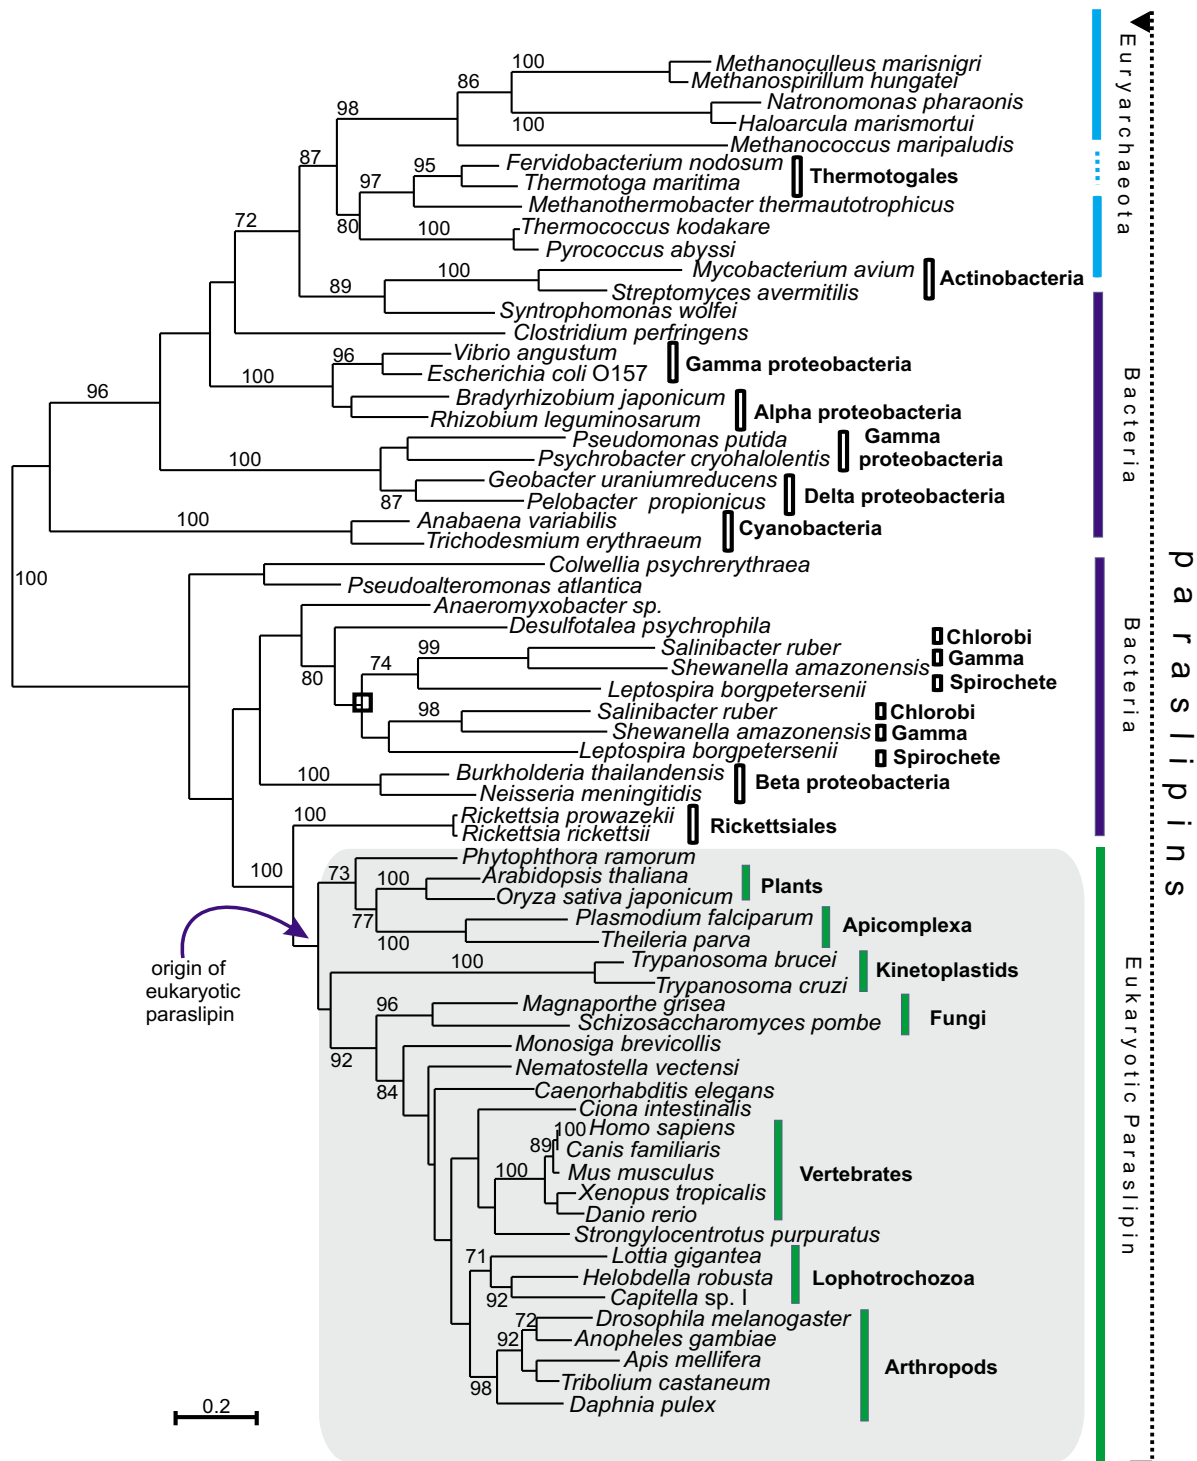 100
Methanoculleus marisnigri
86
Methanospirillum hungatei
98
Natronomonas pharaonis
100
Haloarcula marismortui
Methanococcus maripaludis
87
95
Fervidobacterium nodosum
Thermotogales
97
Thermotoga maritima
Methanothermobacter thermautotrophicus
72
80
100
Thermococcus kodakare
Pyrococcus abyssi
Euryarchaeota
100
Mycobacterium avium
Actinobacteria
89
Streptomyces avermitilis
Syntrophomonas wolfei
Clostridium perfringens
96
Vibrio angustum
Gamma proteobacteria
100
Escherichia coli O157
96
Bradyrhizobium japonicum
Alpha proteobacteria
Rhizobium leguminosarum
Bacteria
Pseudomonas putida
Gamma
proteobacteria
100
Psychrobacter cryohalolentis
Geobacter uraniumreducens
Delta proteobacteria
87
Pelobacter propionicus
100
Anabaena variabilis
Cyanobacteria
Trichodesmium erythraeum
100
Colwellia psychrerythraea
Pseudoalteromonas atlantica
Anaeromyxobacter sp.
Desulfotalea psychrophila
Chlorobi
99
Salinibacter ruber
Gamma
74
Shewanella amazonensis
80
Spirochete
Leptospira borgpetersenii
Bacteria
98
Salinibacter ruber
Chlorobi
Shewanella amazonensis
Gamma
Leptospira borgpetersenii
Spirochete
100
Burkholderia thailandensis
Beta proteobacteria
Neisseria meningitidis
100
Rickettsia prowazekii
Rickettsiales
Rickettsia rickettsii
paraslipins
100
73
Phytophthora ramorum
100
Arabidopsis thaliana
Plants
Oryza sativa japonicum
77
Plasmodium falciparum
Apicomplexa
100
Theileria parva
origin of
eukaryotic
paraslipin
100
Trypanosoma brucei
Kinetoplastids
Trypanosoma cruzi
96
Magnaporthe grisea
Fungi
Schizosaccharomyces pombe
92
Monosiga brevicollis
84
Nematostella vectensi
Caenorhabditis elegans
Ciona intestinalis
100
Homo sapiens
89
Canis familiaris
100
Mus musculus
Vertebrates
Xenopus tropicalis
Danio rerio
Strongylocentrotus purpuratus
Eukaryotic Paraslipin
71
Lottia gigantea
Helobdella robusta
Lophotrochozoa
92
Capitella sp. I
72
Drosophila melanogaster
92
Anopheles gambiae
Apis mellifera
Arthropods
98
Tribolium castaneum
Daphnia pulex
0.2